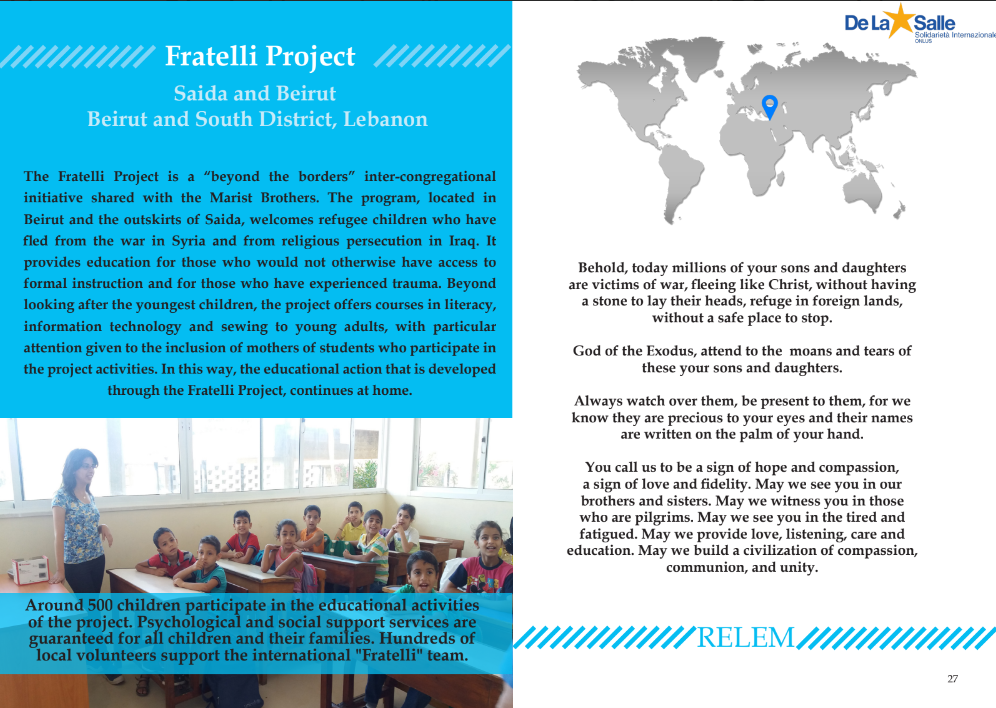 Fratelli Project
Saida and Beirut
Beirut and South District, Lebanon
The Fratelli Project is a “beyond the borders” inter-congregational
initiative shared with the Marist Brothers. The program, located in
Beirut and the outskirts of Saida, welcomes refugee children who have
fled from the war in Syria and from religious persecution in Iraq. It
provides education for those who would not otherwise have access to
formal instruction and for those who have experienced trauma. Beyond
looking after the youngest children, the project offers courses in literacy,
information technology and sewing to young adults, with particular
attention given to the inclusion of mothers of students who participate in
the project activities. In this way, the educational action that is developed
through the Fratelli Project, continues at home.
Around 500 children participate in the educational activities
of the project. Psychological and social support services are
guaranteed for all children and their families. Hundreds of
local volunteers support the international "Fratelli" team.
De La Salle
Solidarietà Internazionale
ONLUS
Behold, today millions of your sons and daughters
are victims of war, fleeing like Christ, without having
a stone to lay their heads, refuge in foreign lands,
without a safe place to stop.
God of the Exodus, attend to the moans and tears of
these your sons and daughters.
Always watch over them, be present to them, for we
know they are precious to your eyes and their names
are written on the palm of your hand.
You call us to be a sign of hope and compassion,
a sign of love and fidelity. May we see you in our
brothers and sisters. May we witness you in those
who are pilgrims. May we see you in the tired and
fatigued. May we provide love, listening, care and
education. May we build a civilization of compassion,
communion, and unity.
RELEM
27